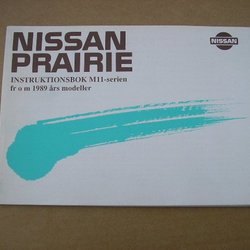 NISSAN
PRAIRIE
NISSAN
INSTRUKTIONSBOK M11-serien
fr o m 1989 års modeller